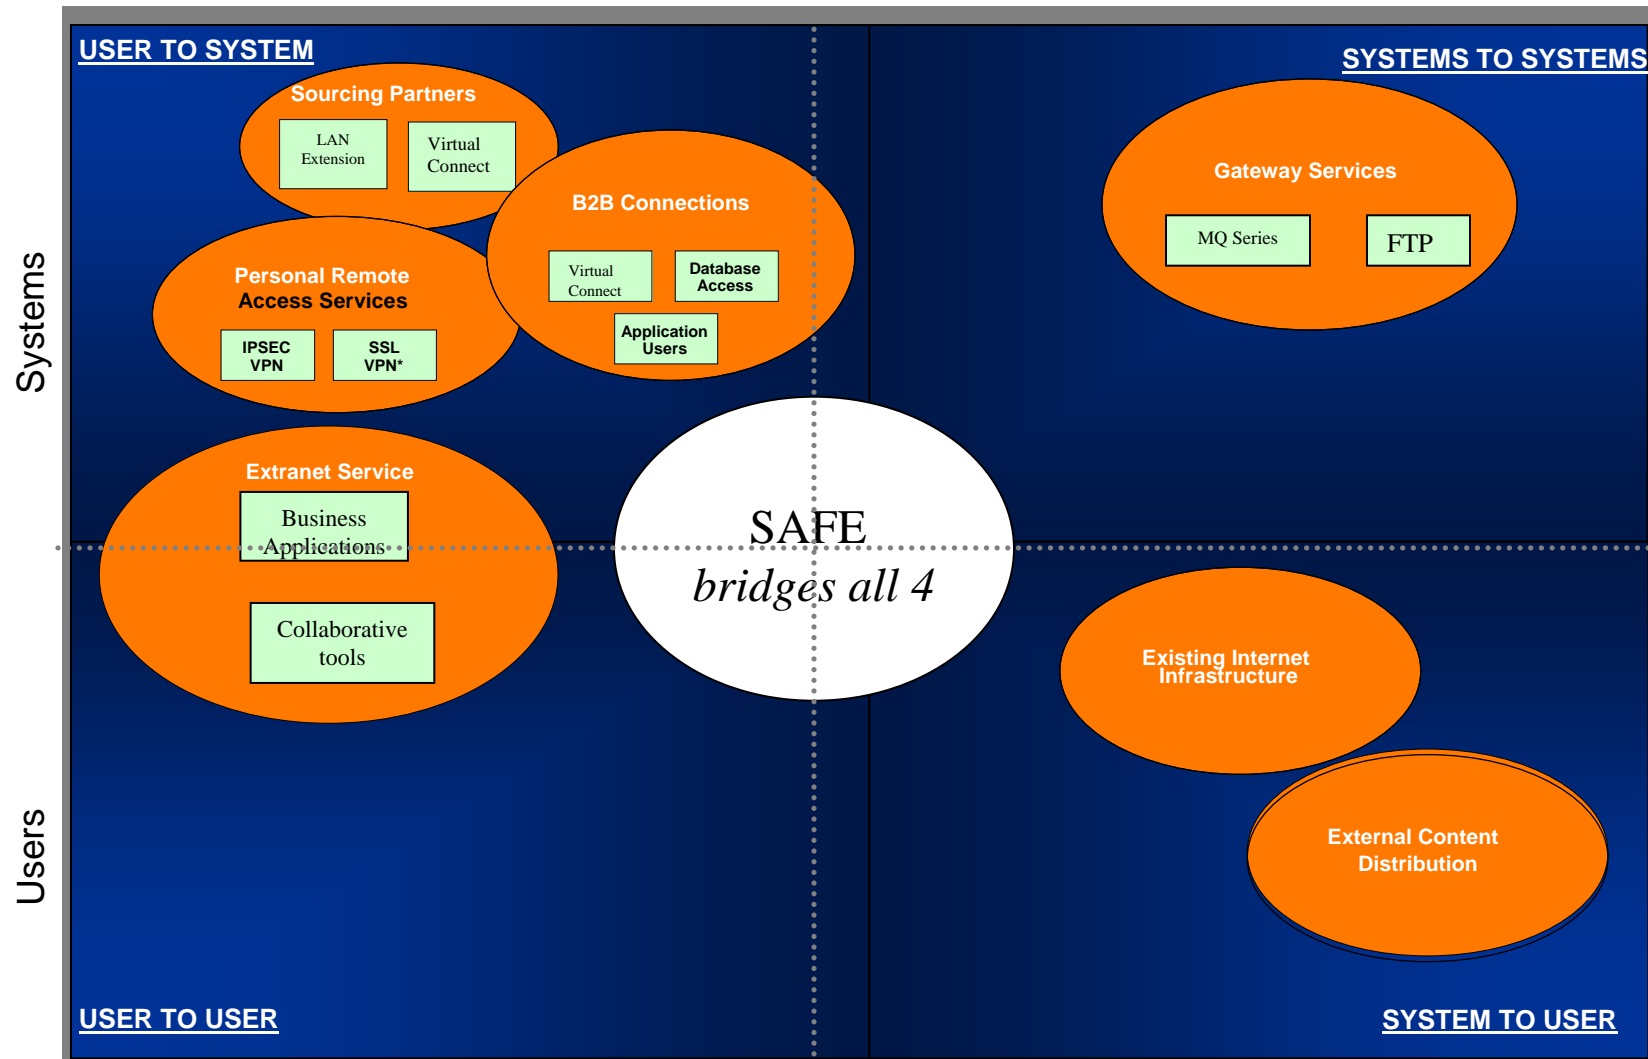 USER TO SYSTEM
SYSTEMS TO SYSTEMS
Sourcing Partners
LAN
Extension
Virtual
Connect
B2B Connections
Virtual
Connect
Database
Access
Application
Users
Gateway Services
MQ Series
FTP
Personal Remote
Access Services
IPSEC
VPN
SSL
VPN*
Systems
Extranet Service
Business
Applications
Collaborative
tools
SAFE
bridges all 4
Existing Internet
Infrastructure
External Content
Distribution
Users
USER TO USER
SYSTEM TO USER